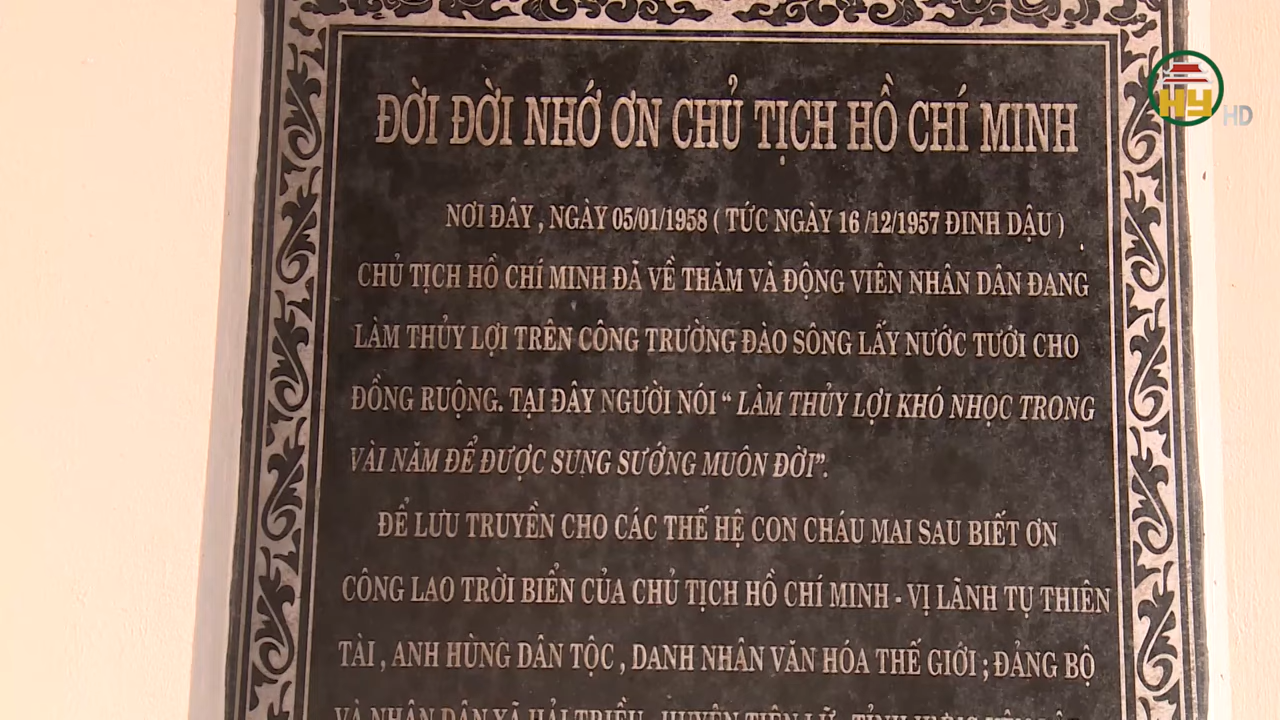 ĐỜI ĐỜI NHỚ ƠN CHỦ TỊCH HỒ CHÍ MINH
NƠI ĐÂY , NGÀY 05/01/1958 ( TỨC NGÀY 16 /12/1957 ĐINH DẬU )
CHỦ TỊCH HỒ CHÍ MINH ĐÃ VỀ THĂM VÀ ĐỘNG VIÊN NHÂN DÂN ĐANG
LÀM THỦY LỢI TRÊN CÔNG TRƯỜNG ĐÀO SÔNG LẤY NƯỚC TƯỚI CHO
ĐỒNG RUỘNG. TẠI ĐÂY NGƯỜI NÓI “ LÀM THỦY LỢI KHÓ NHỌC TRONG
VÀI NĂM ĐỂ ĐƯỢC SUNG SƯỚNG MUÔN ĐỜI”.
ĐỂ LƯU TRUYỀN CHO CÁC THẾ HỆ CON CHÁU MAI SAU BIẾT ƠN
CÔNG LAO TRỜI BIỂN CỦA CHỦ TỊCH HỒ CHÍ MINH - VỊ LÃNH TỤ THIÊN
TÀI , ANH HÙNG DÂN TỘC , DANH NHÂN VĂN HÓA THẾ GIỚI ; ĐẢNG BỘ
VÀ NHÂN DÂN XÃ HẢI TRIỀU , HUYỆN TIÊN LỮ , TỈNH HƯNG YÊN
HY HD